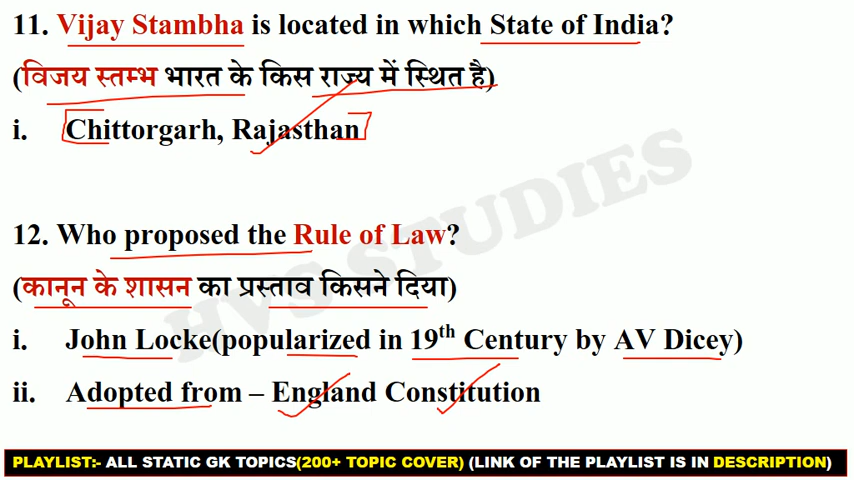 11. Vijay Stambha is located in which State of India?
(विजय स्तम्भ भारत के किस राज्य में स्थित है)
i. Chittorgarh, Rajasthan
HVS STUDIES
12. Who proposed the Rule of Law?
(कानून के शासन का प्रस्ताव किसने दिया)
i. John Locke(popularized in 19th Century by AV Dicey)
ii. Adopted from – England Constitution
PLAYLIST:- ALL STATIC GK TOPICS(200+ TOPIC COVER) (LINK OF THE PLAYLIST IS IN DESCRIPTION)